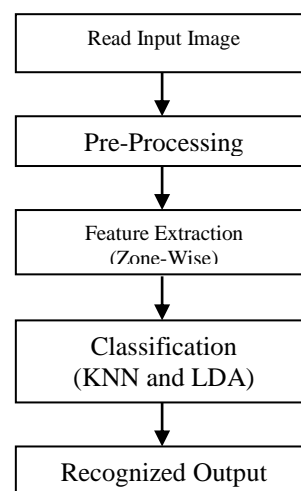 Read Input Image
Pre-Processing
Feature Extraction
(Zone-Wise)
Classification
(KNN and LDA)
Recognized Output